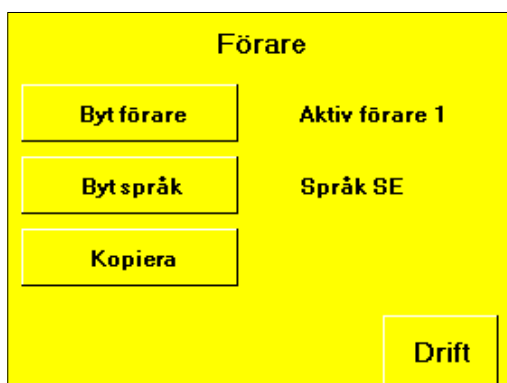 Förare
Byt förare Aktiv förare 1
Byt språk Språk SE
Kopiera
Drift